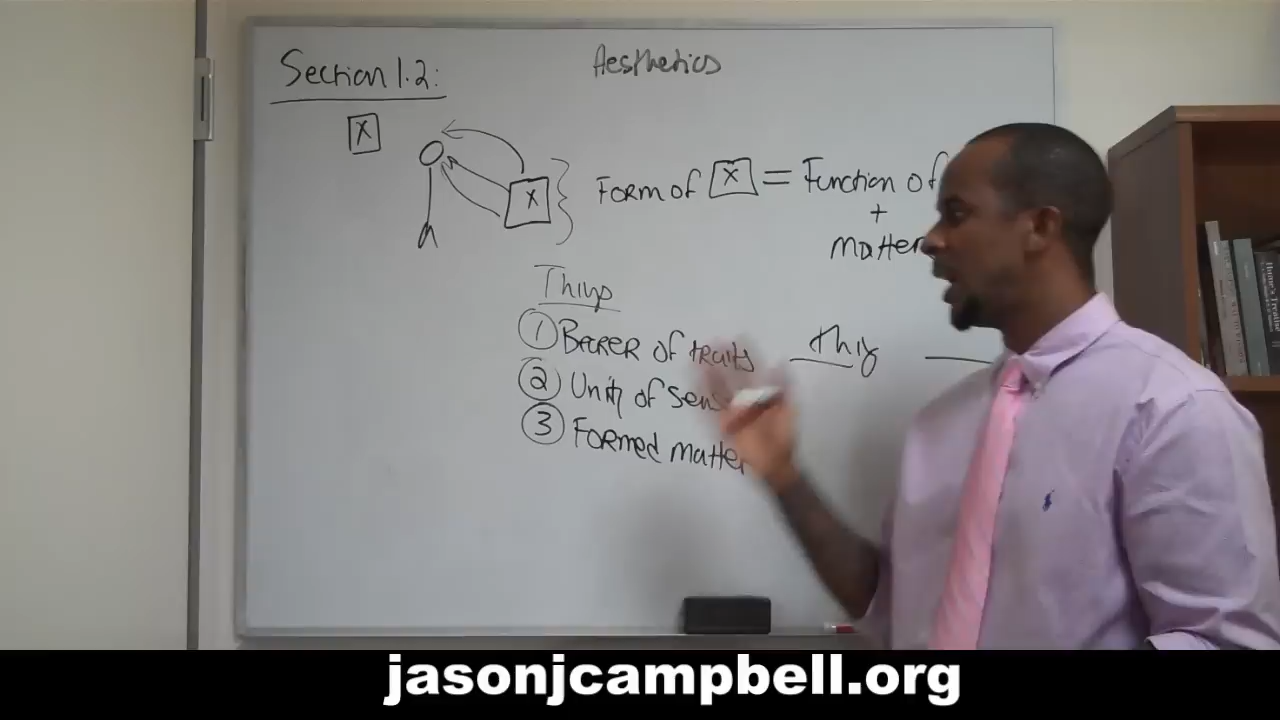 Section 1.2:
Aesthetics
X
X
Form of X = Function of
+
Matter
Things
① Bearer of traits
thing
② Unity of
③ Formed matter
jasonjcampbell.org